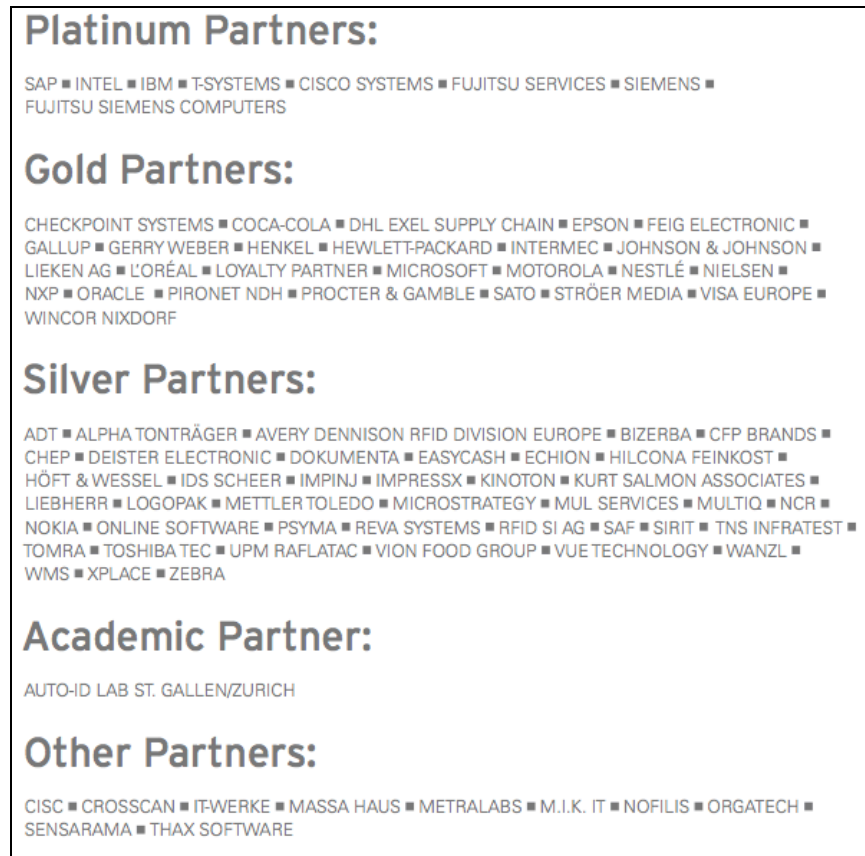 Platinum Partners:
SAP ■ INTEL ■ IBM ■ T-SYSTEMS ■ CISCO SYSTEMS ■ FUJITSU SERVICES ■ SIEMENS ■
FUJITSU SIEMENS COMPUTERS
Gold Partners:
CHECKPOINT SYSTEMS ■ COCA-COLA ■ DHL EXEL SUPPLY CHAIN ■ EPSON ■ FEIG ELECTRONIC ■
GALLUP ■ GERRY WEBER ■ HENKEL ■ HEWLETT-PACKARD ■ INTERMEC ■ JOHNSON & JOHNSON ■
LIEKEN AG ■ L'ORÉAL ■ LOYALTY PARTNER ■ MICROSOFT ■ MOTOROLA ■ NESTLÉ ■ NIELSEN ■
NXP ■ ORACLE ■ PIRONET NDH ■ PROCTER & GAMBLE ■ SATO ■ STRÖER MEDIA ■ VISA EUROPE ■
WINCOR NIXDORF
Silver Partners:
ADT ■ ALPHA TONTRÄGER ■ AVERY DENNISON RFID DIVISION EUROPE ■ BIZERBA ■ CFP BRANDS ■
CHEP ■ DEISTER ELECTRONIC ■ DOKUMENTA ■ EASYCASH ■ ECHION ■ HILCONA FEINKOST ■
HÖFT & WESSEL ■ IDS SCHEER ■ IMPINJ ■ IMPRESSX ■ KINOTON ■ KURT SALMON ASSOCIATES ■
LIEBHERR ■ LOGOPAK ■ METTLER TOLEDO ■ MICROSTRATEGY ■ MUL SERVICES ■ MULTIQ ■ NCR ■
NOKIA ■ ONLINE SOFTWARE ■ PSYMA ■ REVA SYSTEMS ■ RFID SI AG ■ SAF ■ SIRIT ■ TNS INFRATEST ■
TOMRA ■ TOSHIBA TEC ■ UPM RAFLATAC ■ VION FOOD GROUP ■ VUE TECHNOLOGY ■ WANZL ■
WMS ■ XPLACE ■ ZEBRA
Academic Partner:
AUTO-ID LAB ST. GALLEN/ZURICH
Other Partners:
CISC ■ CROSSCAN ■ IT-WERKE ■ MASSA HAUS ■ METRALABS ■ M.I.K. IT ■ NOFILIS ■ ORGATECH ■
SENSARAMA ■ THAX SOFTWARE